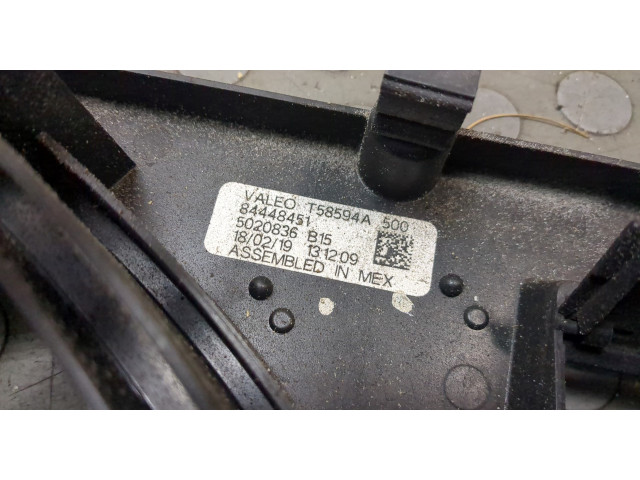 VALEO T58594A 500
84448451
5020836 B15
18/02/19 13:12:09
ASSEMBLED IN MEX